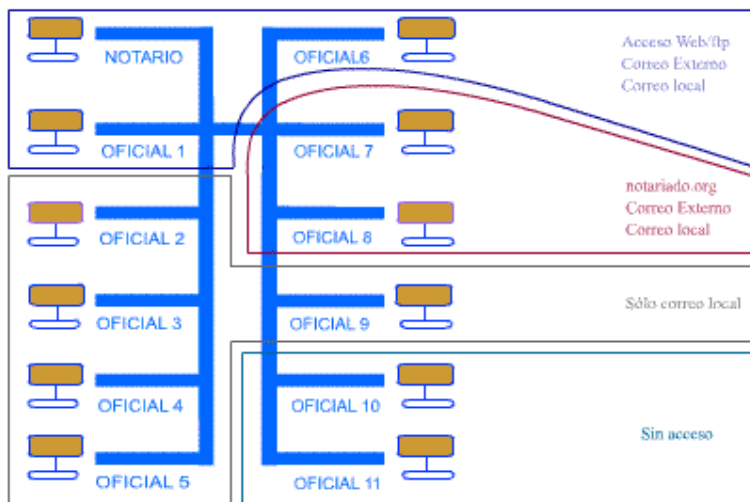 NOTARIO
OFICIAL6
Acceso Web/ftp
Correo Externo
Correo local
OFICIAL 1
OFICIAL 7
notariado.org
Correo Externo
Correo local
OFICIAL 2
OFICIAL 8
OFICIAL 3
OFICIAL 9
Sólo correo local
OFICIAL 4
OFICIAL 10
Sin acceso
OFICIAL 5
OFICIAL 11